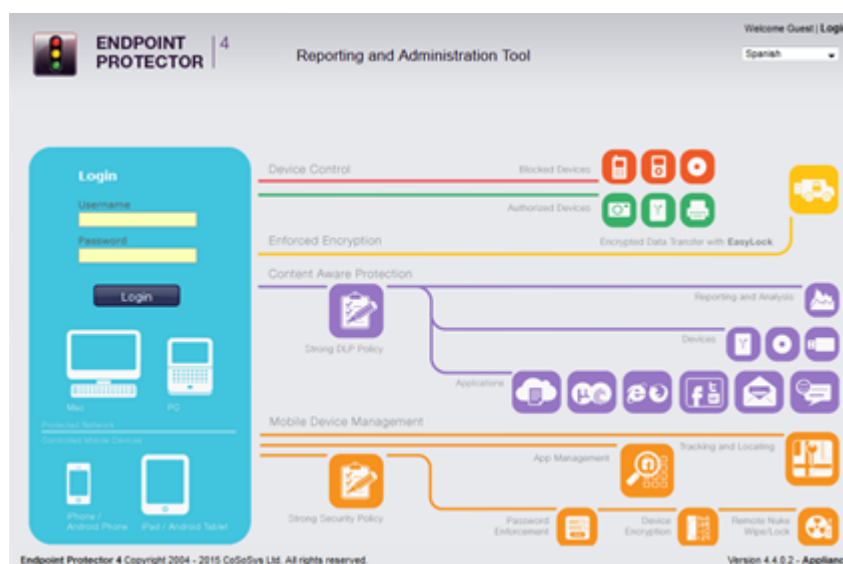 Welcome Guest | Login
ENDPOINT PROTECTOR 4
Reporting and Administration Tool
Spanish
Login
Username
Password
Login
Mac
PC
Protected Network
Controlled Mobile Devices
iPhone /
Android Phone
iPad / Android Tablet
Device Control
Blocked Devices
Authorized Devices
Enforced Encryption
Encrypted Data Transfer with EasyLock
Content Aware Protection
Reporting and Analysis
Strong DLP Policy
Devices
Applications
Mobile Device Management
Tracking and Locating
App Management
Strong Security Policy
Password
Enforcement
Device
Encryption
Remote Nuke
Wipe/Lock
Endpoint Protector 4 Copyright 2004 - 2015 CoSoSys Ltd. All rights reserved.
Version 4.4.0.2 - Appliance